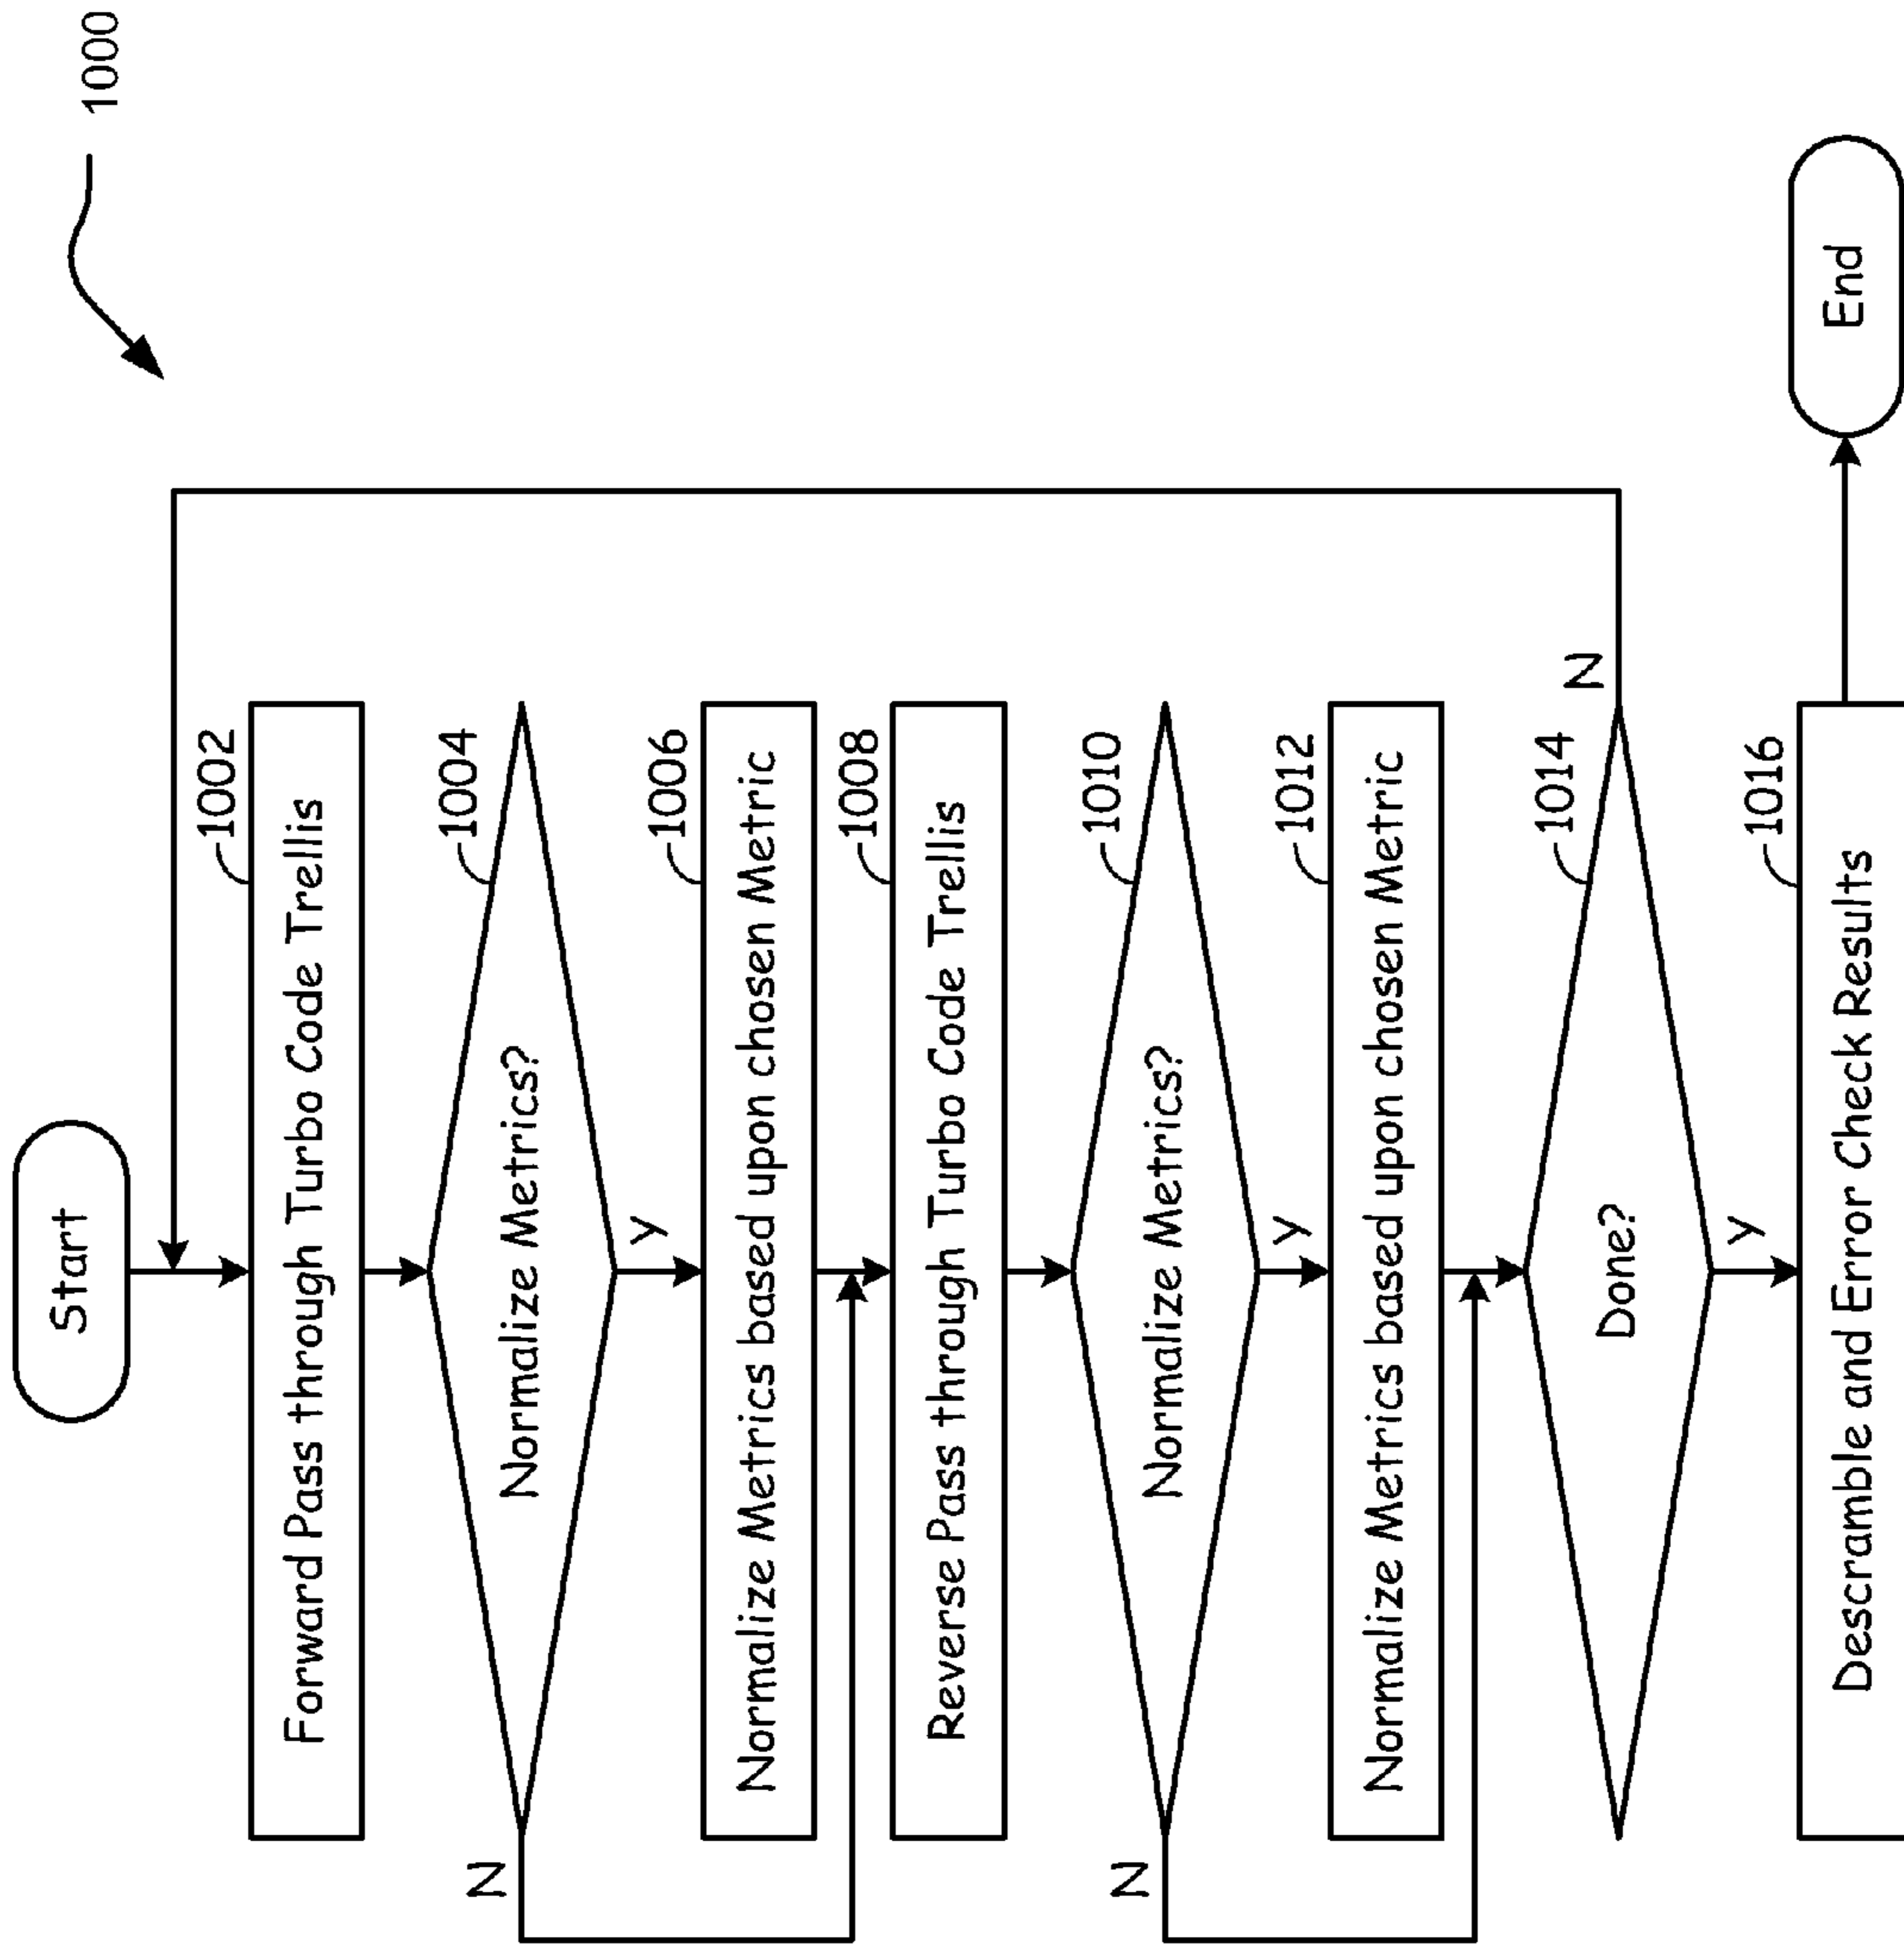 1000
Start
1002
Forward Pass through Turbo Code Trellis
1004
Normalize Metrics?
N
Y
1006
Normalize Metrics based upon chosen Metric
1008
Reverse Pass through Turbo Code Trellis
1010
Normalize Metrics?
N
Y
1012
Normalize Metrics based upon chosen Metric
1014
Done?
N
Y
1016
Descramble and Error Check Results
End